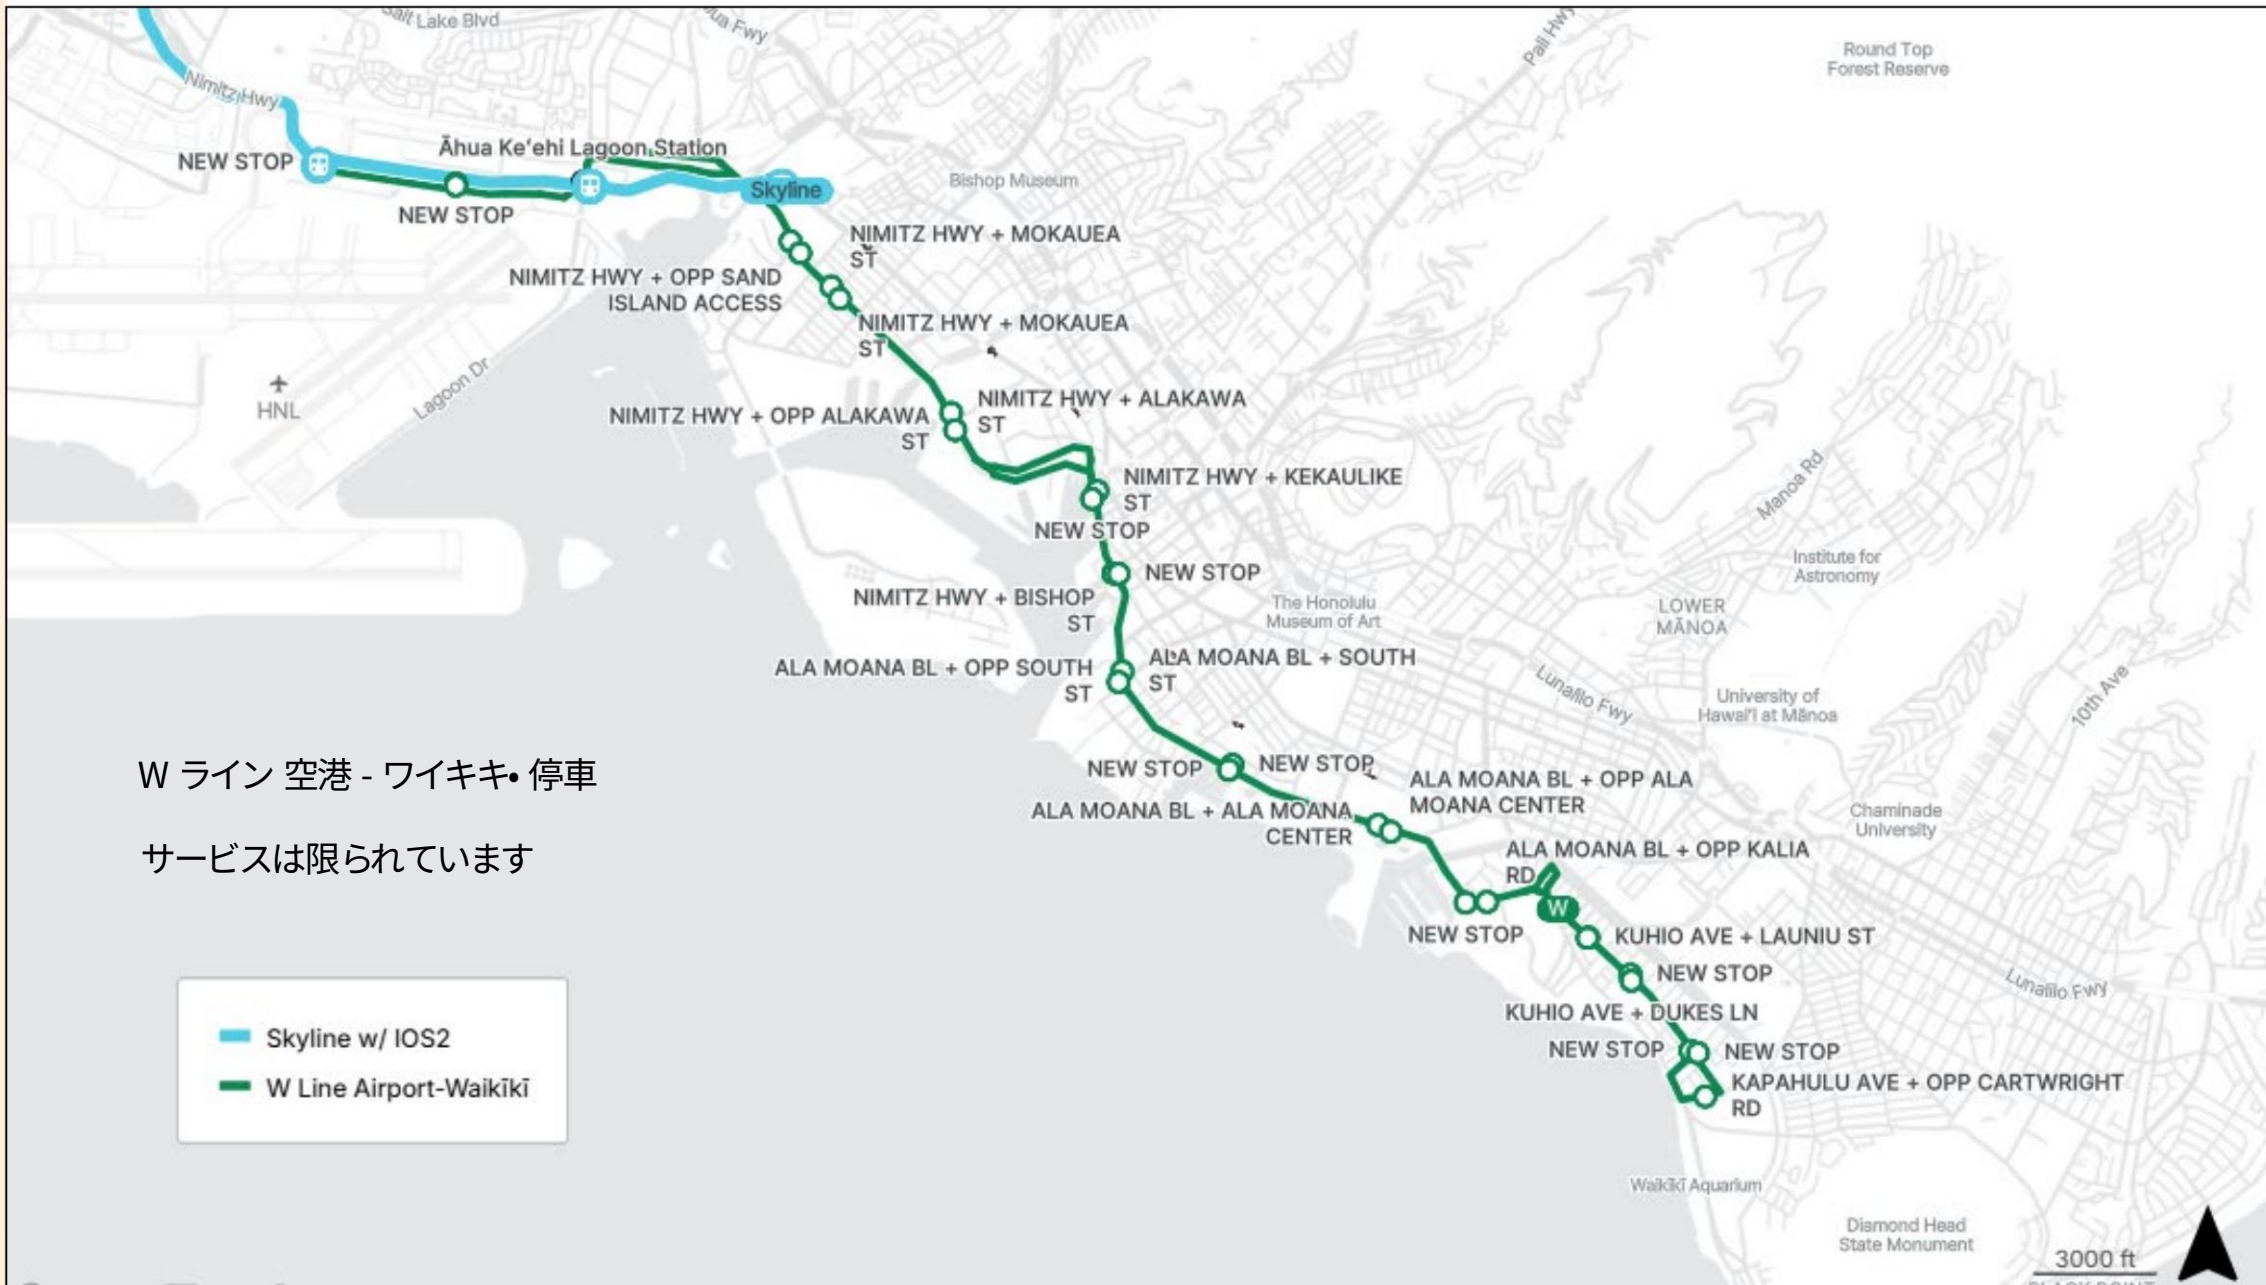 Salt Lake Blvd
Round Top
Forest Reserve
Pali Hwy
Nimitz Hwy
Āhua Ke'ehi Lagoon Station
NEW STOP
Skyline
Bishop Museum
NEW STOP
NIMITZ HWY + MOKAUEA
ST
NIMITZ HWY + OPP SAND
ISLAND ACCESS
NIMITZ HWY + MOKAUEA
ST
HNL
Lagoon Dr
NIMITZ HWY + ALAKAWA
ST
NIMITZ HWY + OPP ALAKAWA
ST
NIMITZ HWY + KEKAULIKE
ST
Manoa Rd
NEW STOP
NEW STOP
Institute for
Astronomy
NIMITZ HWY + BISHOP
ST
The Honolulu
Museum of Art
LOWER
MĀNOA
ALA MOANA BL + OPP SOUTH
ST
ALA MOANA BL + SOUTH
ST
Lunalilo Fwy
University of
Hawai'i at Mānoa
10th Ave
W ライン 空港 - ワイキキ• 停車
サービスは限られています
NEW STOP
NEW STOP
ALA MOANA BL + OPP ALA
MOANA CENTER
ALA MOANA BL + ALA MOANA
CENTER
Chaminade
University
ALA MOANA BL + OPP KALIA
RD
W
NEW STOP
KUHIO AVE + LAUNIU ST
NEW STOP
Lunalilo Fwy
KUHIO AVE + DUKES LN
NEW STOP
NEW STOP
KAPAHULU AVE + OPP CARTWRIGHT
RD
Skyline w/ IOS2
W Line Airport-Waikīkī
Waikīkī Aquarium
Diamond Head
State Monument
3000 ft